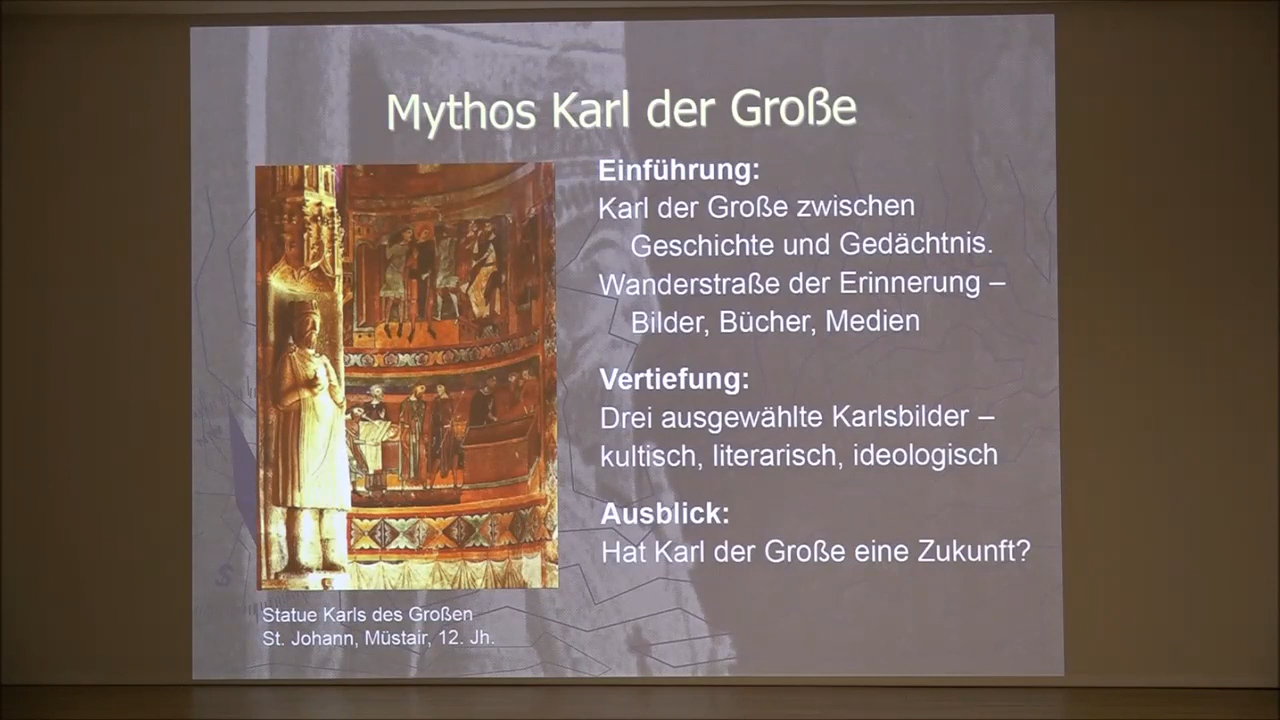 Mythos Karl der Große
Einführung:
Karl der Große zwischen
Geschichte und Gedächtnis.
Wanderstraße der Erinnerung –
Bilder, Bücher, Medien
Vertiefung:
Drei ausgewählte Karlsbilder –
kultisch, literarisch, ideologisch
Ausblick:
Hat Karl der Große eine Zukunft?
Statue Karls des Großen
St. Johann, Müstair, 12. Jh.